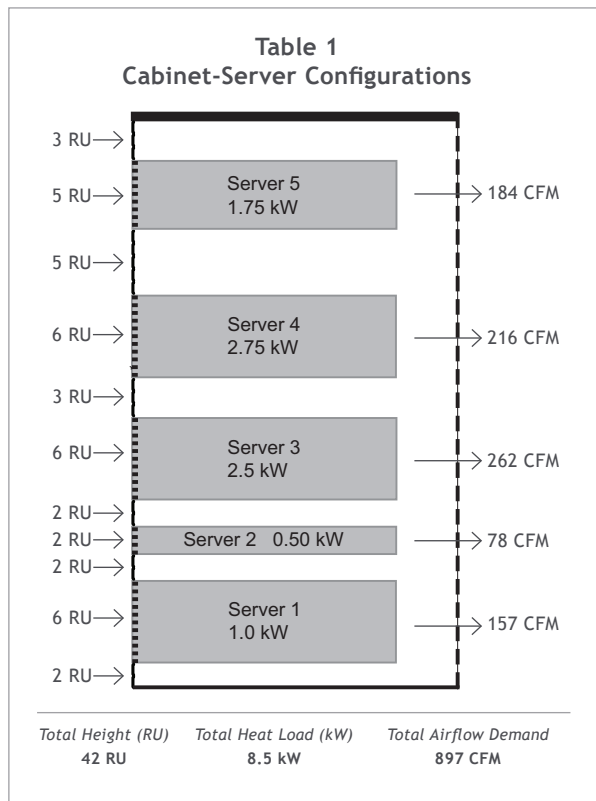 Table 1
Cabinet-Server Configurations
3 RU
5 RU
Server 5
1.75 kW
184 CFM
5 RU
6 RU
Server 4
2.75 kW
216 CFM
3 RU
6 RU
Server 3
2.5 kW
262 CFM
2 RU
2 RU
Server 2 0.50 kW
78 CFM
2 RU
6 RU
Server 1
1.0 kW
157 CFM
2 RU
Total Height (RU) Total Heat Load (kW) Total Airflow Demand
42 RU 8.5 kW 897 CFM